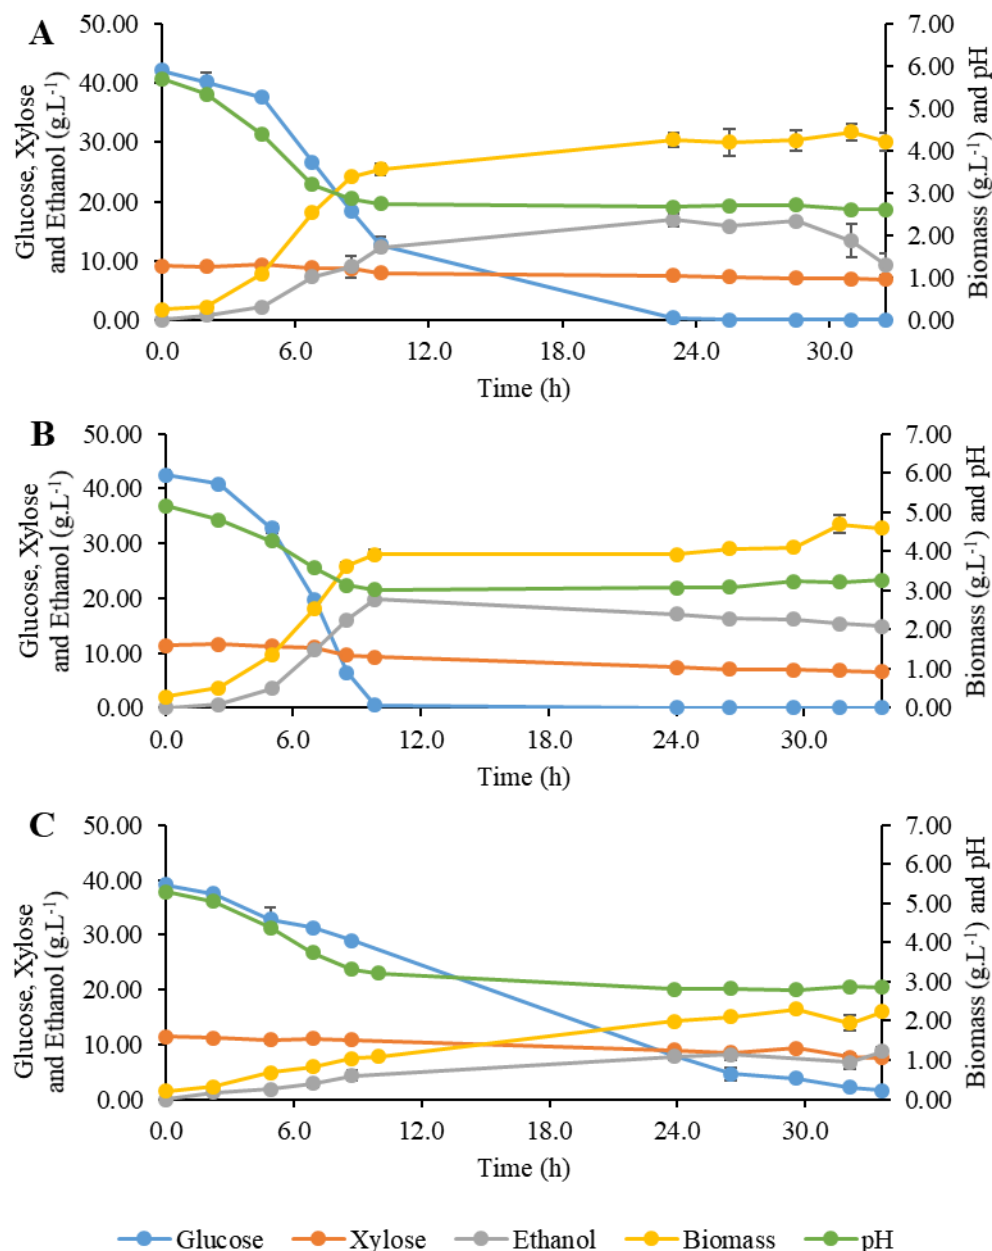 A
50.00
40.00
30.00
20.00
10.00
0.00
Glucose, Xylose
and Ethanol (g.L⁻¹)
7.00
6.00
5.00
4.00
3.00
2.00
1.00
0.00
Biomass (g.L⁻¹) and pH
0.0 6.0 12.0 18.0 24.0 30.0
Time (h)
B
50.00
40.00
30.00
20.00
10.00
0.00
Glucose, Xylose
and Ethanol (g.L⁻¹)
7.00
6.00
5.00
4.00
3.00
2.00
1.00
0.00
Biomass (g.L⁻¹) and pH
0.0 6.0 12.0 18.0 24.0 30.0
Time (h)
C
50.00
40.00
30.00
20.00
10.00
0.00
Glucose, Xylose
and Ethanol (g.L⁻¹)
7.00
6.00
5.00
4.00
3.00
2.00
1.00
0.00
Biomass (g.L⁻¹) and pH
0.0 6.0 12.0 18.0 24.0 30.0
Time (h)
Glucose Xylose Ethanol Biomass pH